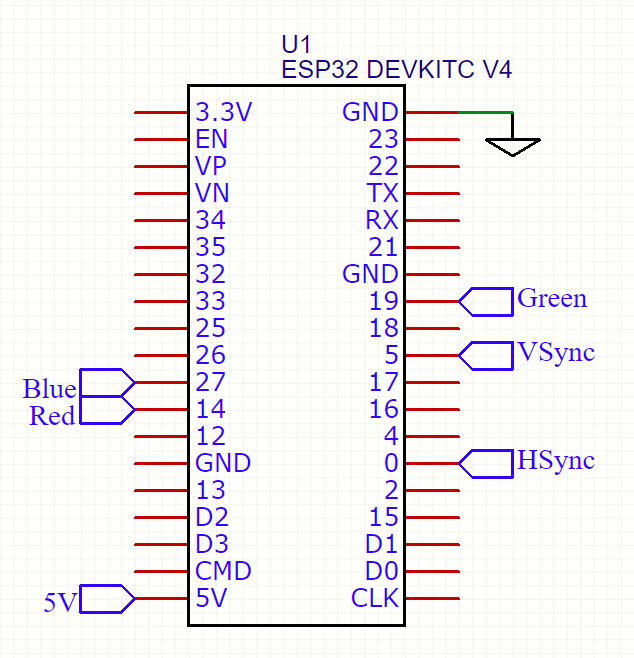 U1
ESP32 DEVKITC V4
3.3V GND
EN 23
VP 22
VN TX
34 RX
35 21
32 GND
33 19 Green
25 18
26 5 VSync
Blue 27 17
Red 14 16
12 4
GND 0 HSync
13 2
D2 15
D3 D1
CMD D0
5V 5V CLK